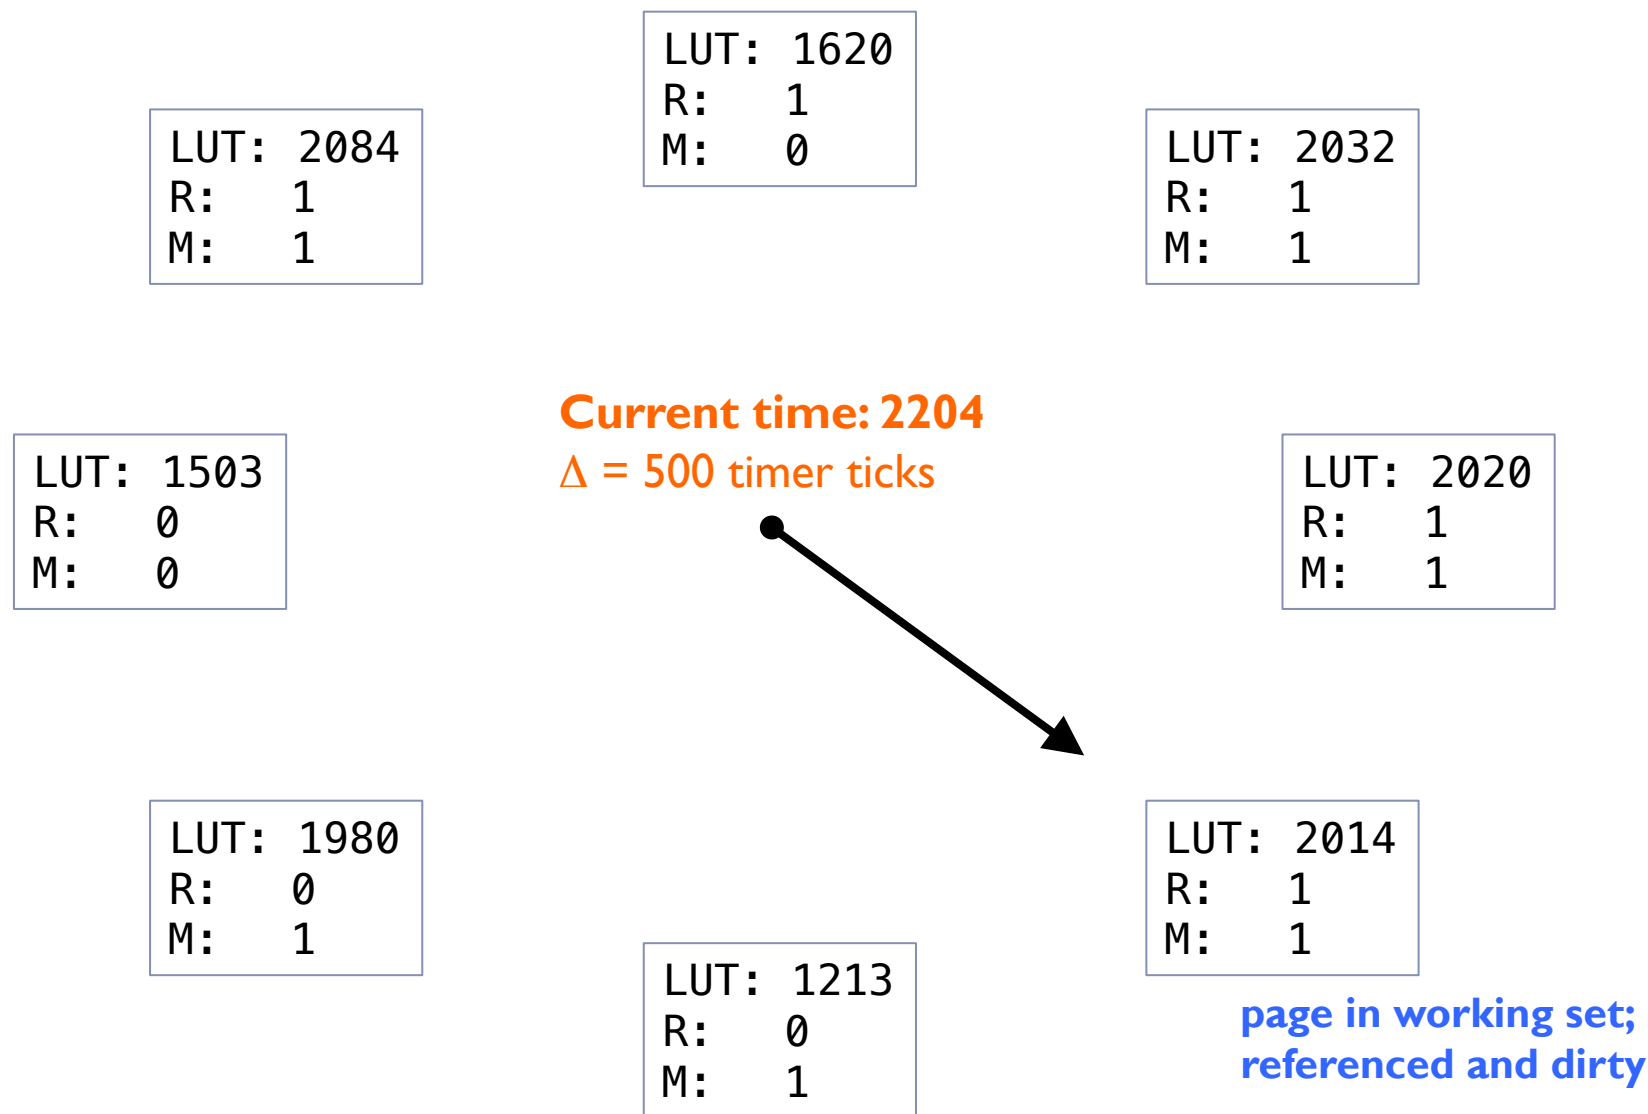 LUT: 1620
R: 1
M: 0
LUT: 2084
R: 1
M: 1
LUT: 2032
R: 1
M: 1
Current time: 2204
Δ = 500 timer ticks
LUT: 1503
R: 0
M: 0
LUT: 2020
R: 1
M: 1
LUT: 1980
R: 0
M: 1
LUT: 2014
R: 1
M: 1
LUT: 1213
R: 0
M: 1
page in working set;
referenced and dirty